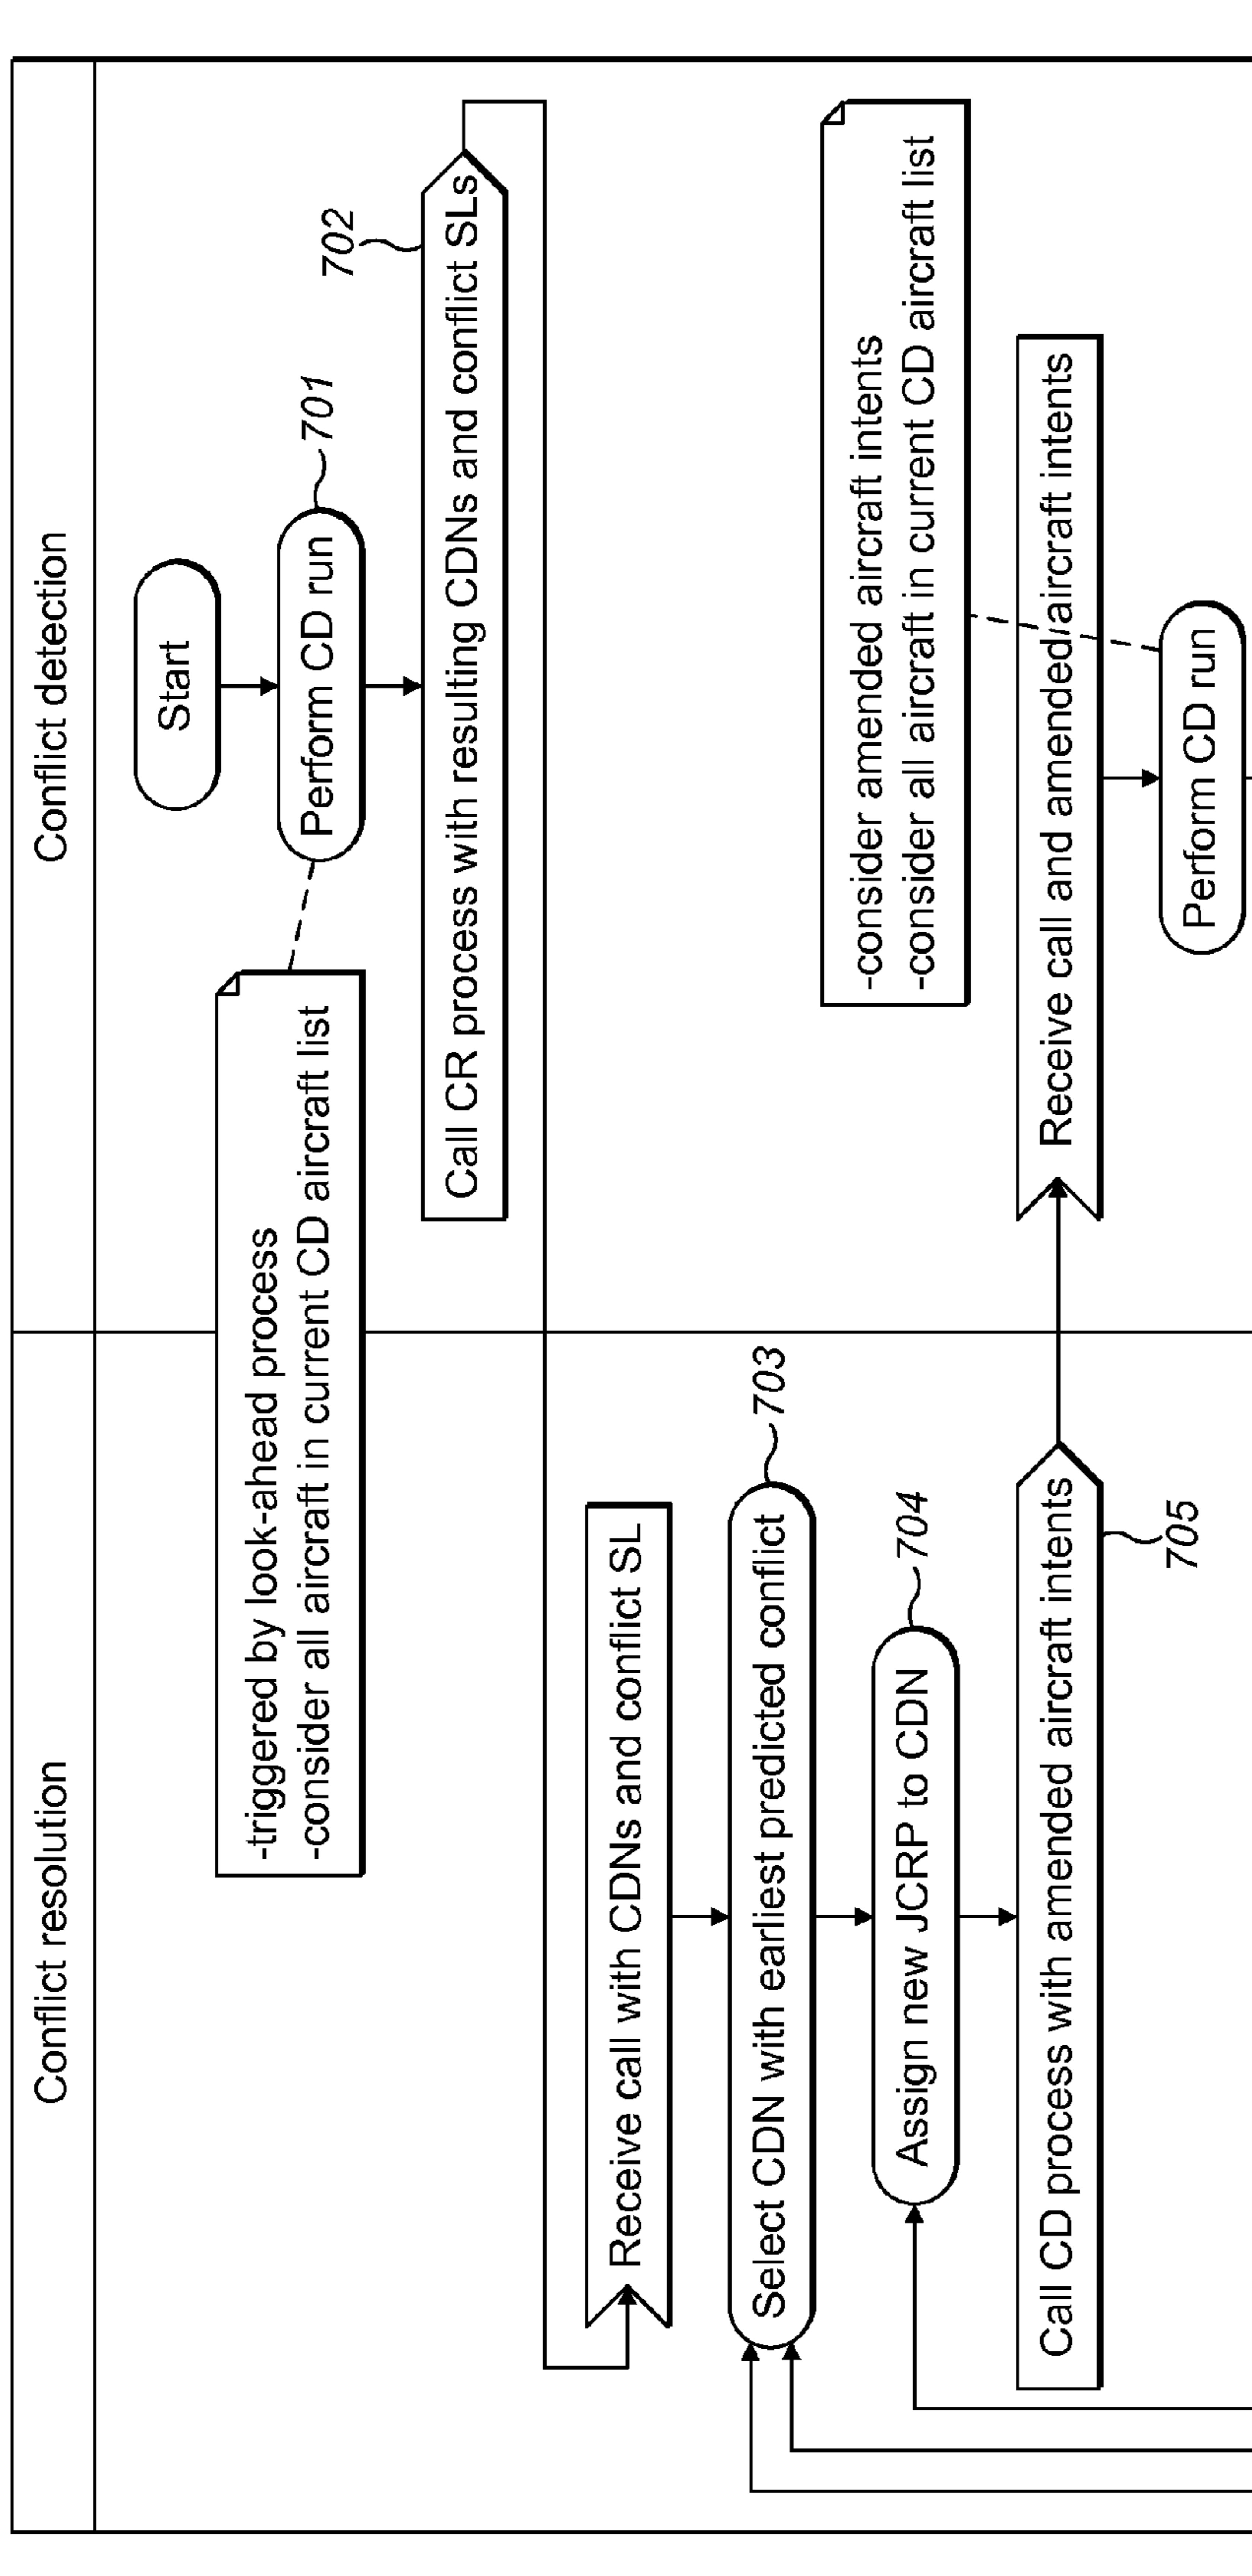 Conflict resolution
Conflict detection
Start
Perform CD run
701
-triggered by look-ahead process
-consider all aircraft in current CD aircraft list
Call CR process with resulting CDNs and conflict SLs
702
Receive call with CDNs and conflict SL
Select CDN with earliest predicted conflict
703
Assign new JCRP to CDN
704
Call CD process with amended aircraft intents
705
-consider amended aircraft intents
-consider all aircraft in current CD aircraft list
Receive call and amended aircraft intents
Perform CD run